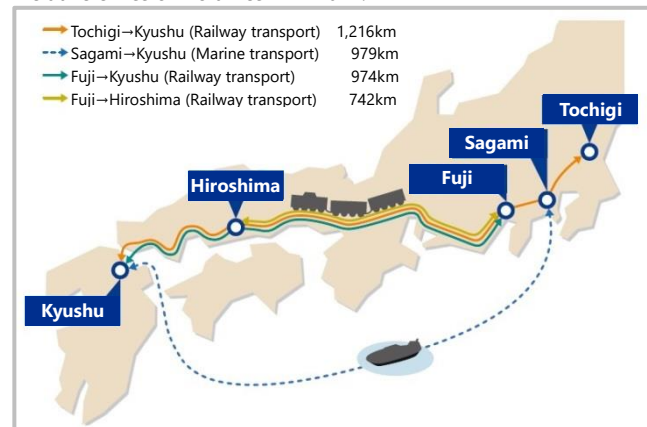 Tochigi→Kyushu (Railway transport) 1,216km
Sagami→Kyushu (Marine transport) 979km
Fuji→Kyushu (Railway transport) 974km
Fuji→Hiroshima (Railway transport) 742km
Tochigi
Sagami
Fuji
Hiroshima
Kyushu